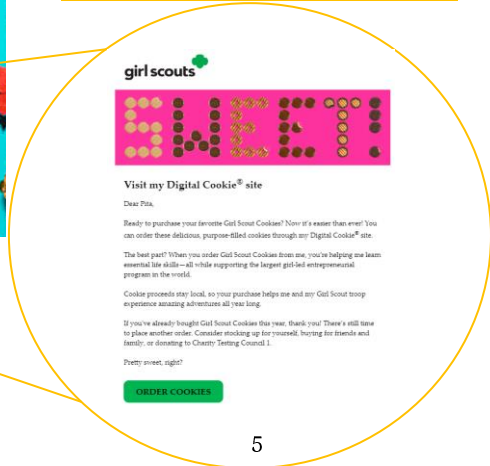 girl scouts
SWEET!
Visit my Digital Cookie® site
Dear Pita,
Ready to purchase your favorite Girl Scout Cookies? Now it's easier than ever! You
can order these delicious, purpose-filled cookies through my Digital Cookie® site.
The best part? When you order Girl Scout Cookies from me, you're helping me learn
essential life skills—all while supporting the largest girl-led entrepreneurial
program in the world.
Cookie proceeds stay local, so your purchase helps me and my Girl Scout troop
experience amazing adventures all year long.
If you've already bought Girl Scout Cookies this year, thank you! There's still time
to place another order. Consider stocking up for yourself, buying for friends and
family, or donating to Charity Testing Council 1.
Pretty sweet, right?
ORDER COOKIES
5